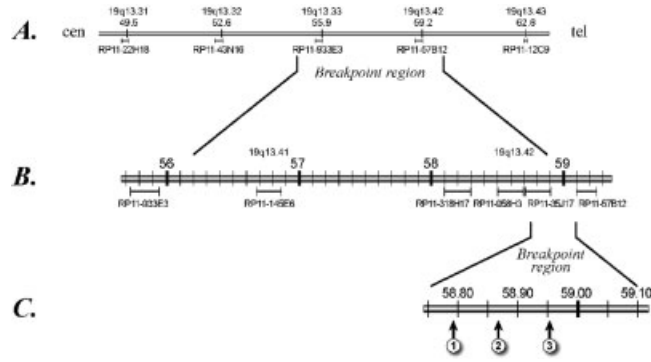 A.
cen
19q13.31 19q13.32 19q13.33 19q13.42 19q13.43
49.5 52.6 55.9 59.2 62.6
tel
RP11-22H18 RP11-43N16 RP11-933E3 RP11-57B12 RP11-12C9
Breakpoint region
19q13.41 19q13.42
56 57 58 59
B.
RP11-933E3 RP11-145E6 RP11-318H17 RP11-35J17 RP11-57B12
Breakpoint
region
58.80 58.90 59.00 59.10
C.
1 2 3